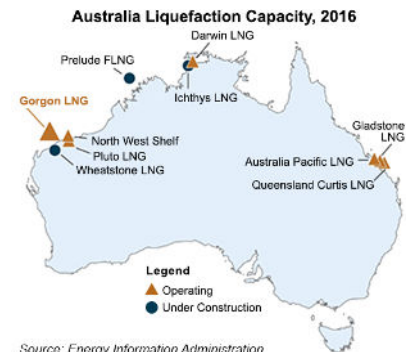 Australia Liquefaction Capacity, 2016
Darwin LNG
Prelude FLNG
Ichthys LNG
Gorgon LNG
North West Shelf
Pluto LNG
Wheatstone LNG
Gladstone
LNG
Australia Pacific LNG
Queensland Curtis LNG
Legend
Operating
Under Construction
Source: Energy Information Administration